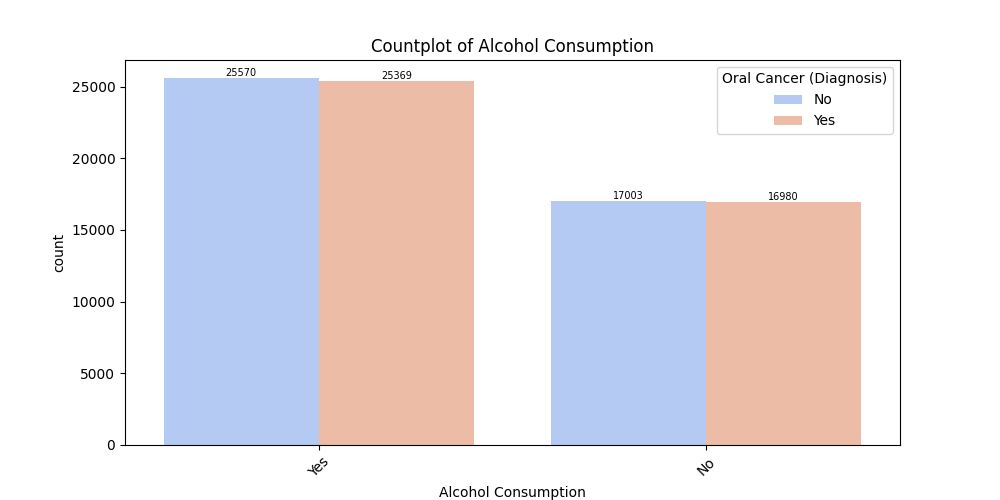 Countplot of Alcohol Consumption
Oral Cancer (Diagnosis)
No
Yes
25570
25369
17003
16980
25000
20000
15000
10000
5000
0
count
Yes
No
Alcohol Consumption